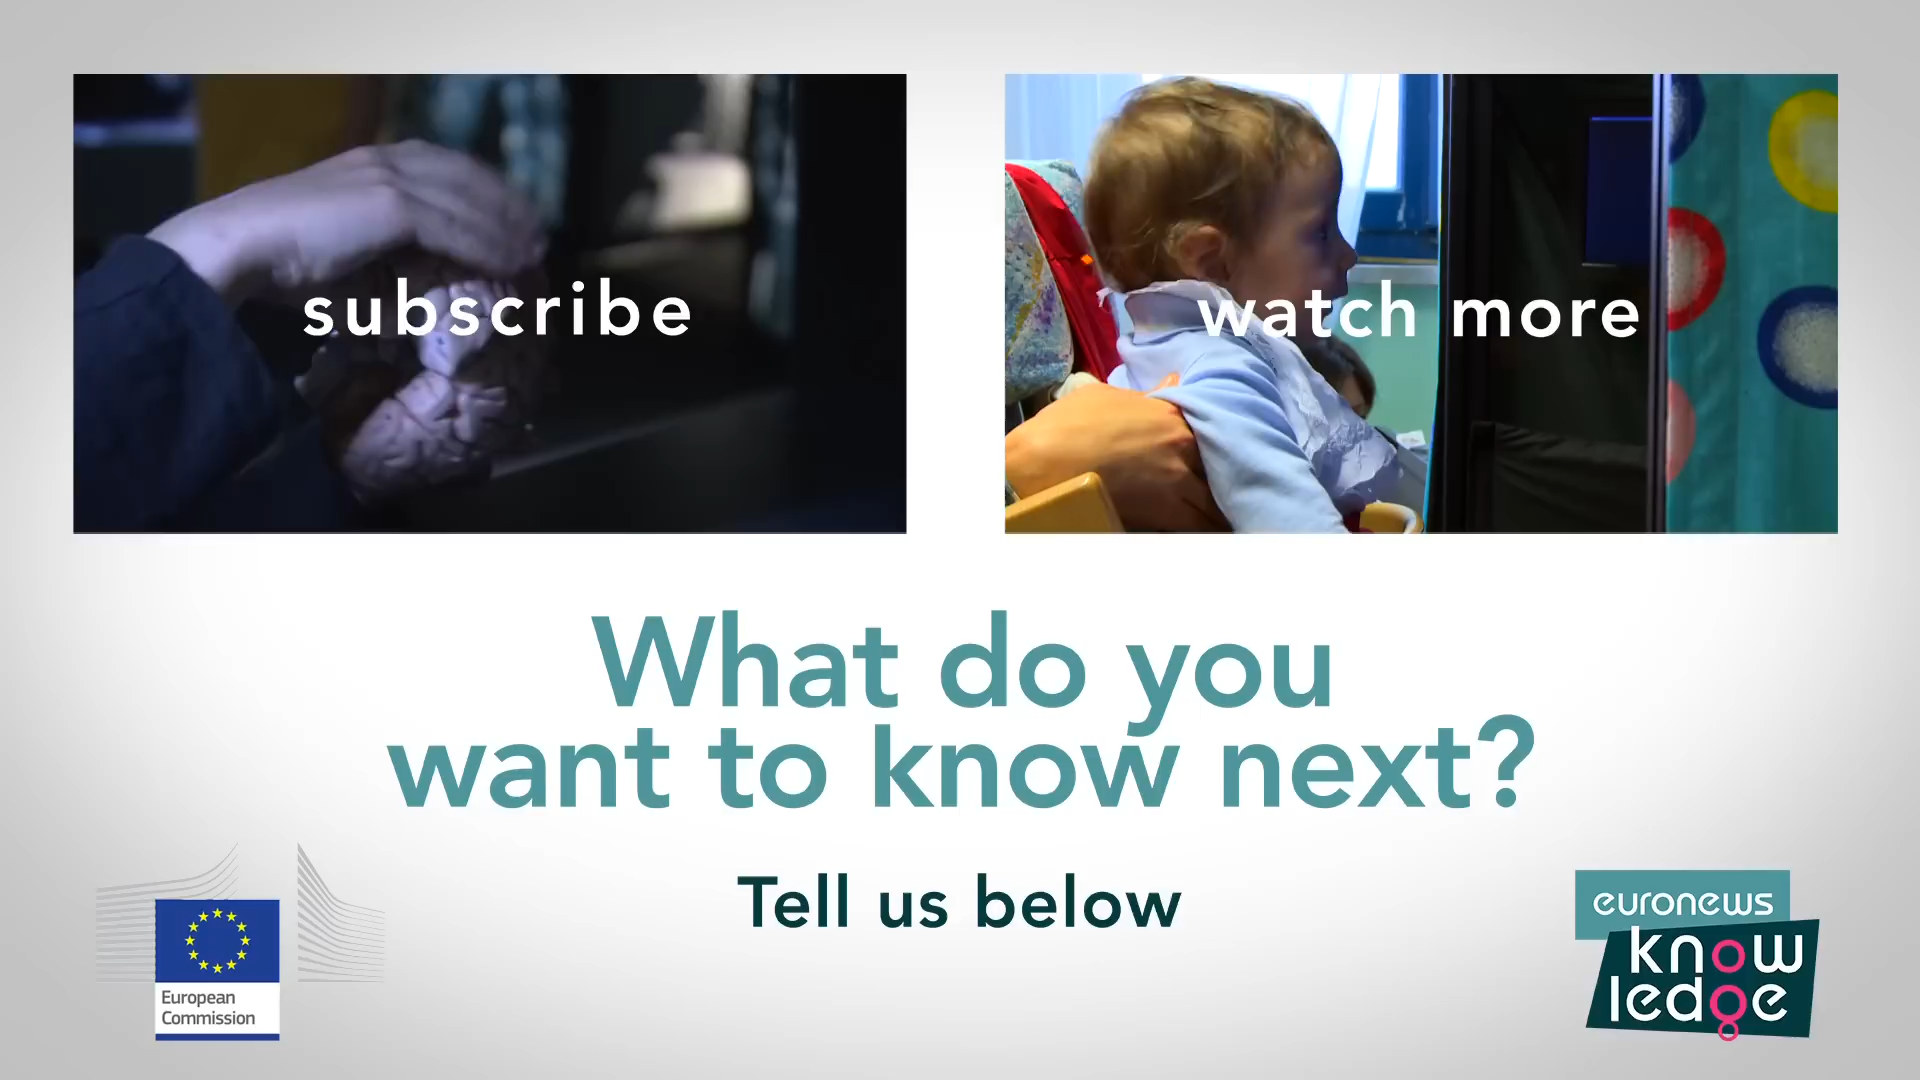 subscribe
watch more
What do you
want to know next?
Tell us below
European
Commission
euronews
know
ledge